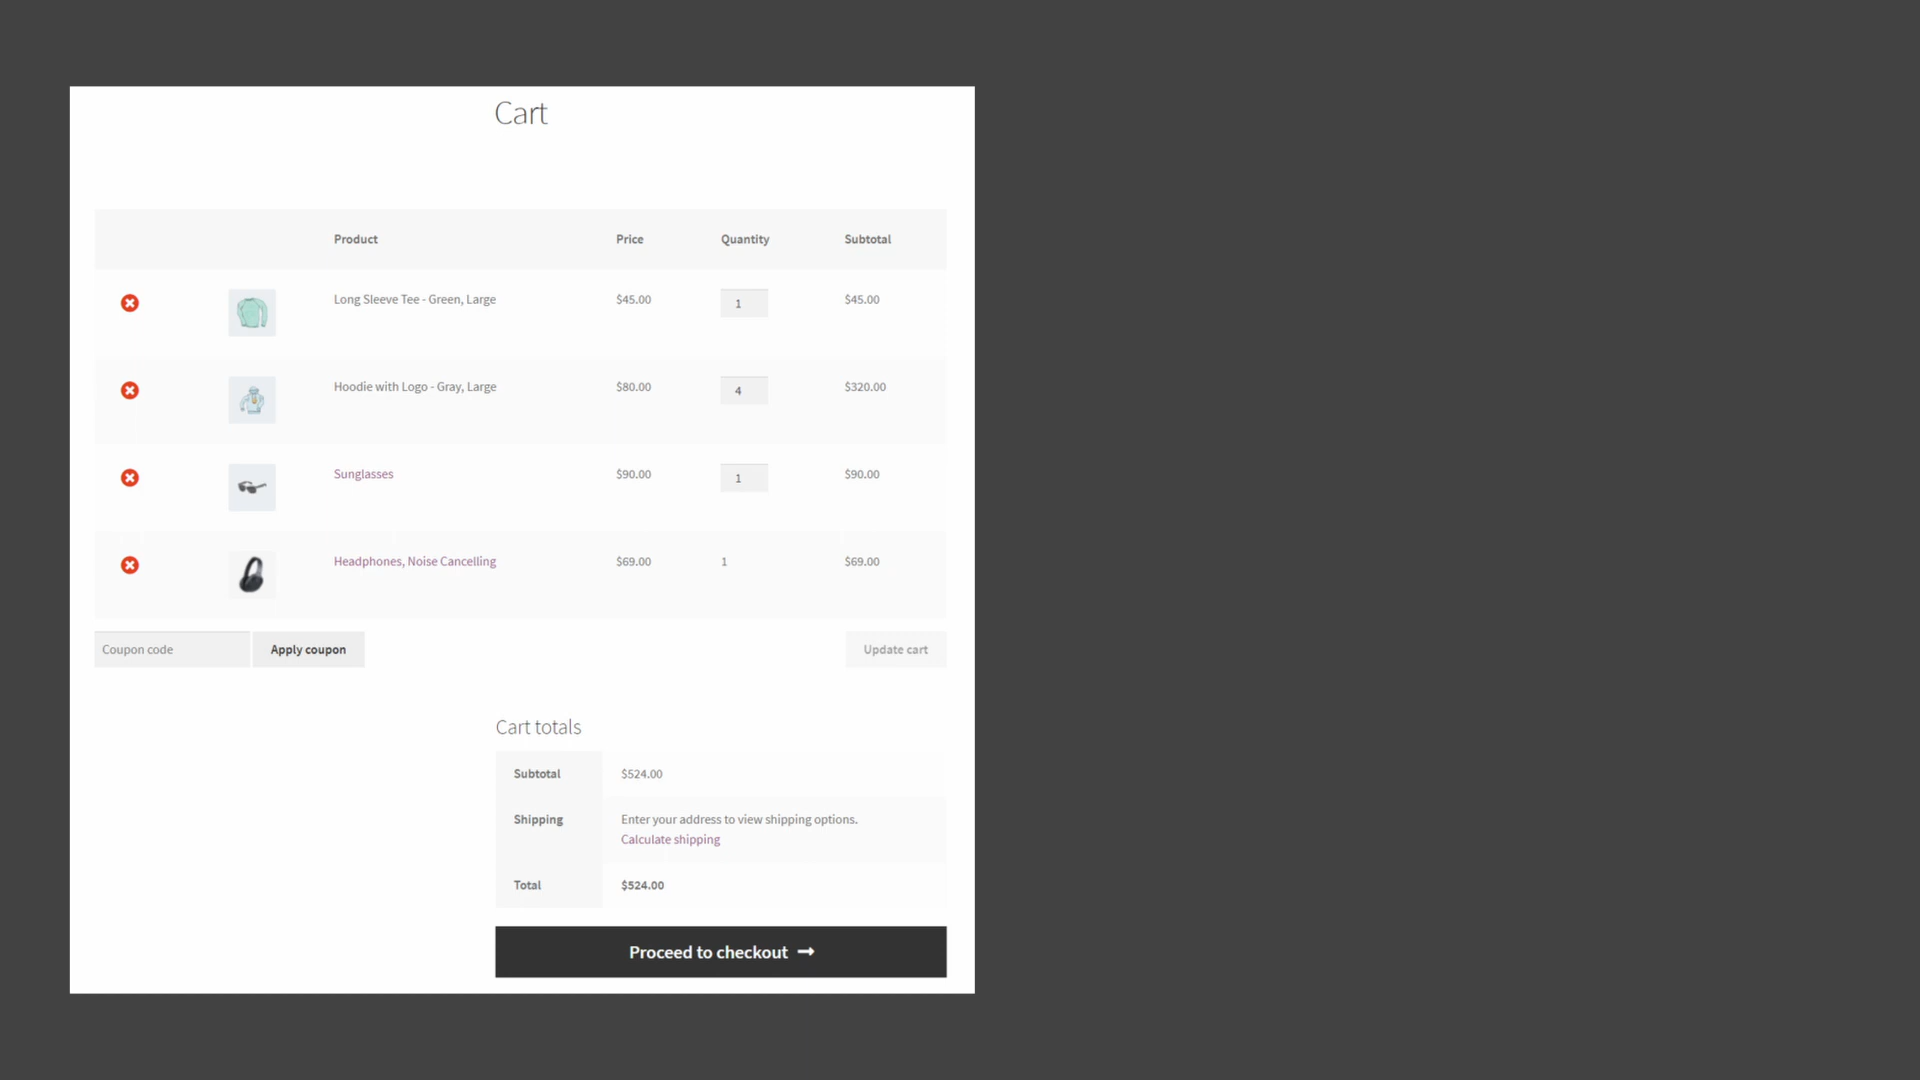 Cart
Product Price Quantity Subtotal
Long Sleeve Tee - Green, Large $45.00 1 $45.00
Hoodie with Logo - Gray, Large $80.00 4 $320.00
Sunglasses $90.00 1 $90.00
Headphones, Noise Cancelling $69.00 1 $69.00
Coupon code Apply coupon Update cart
Cart totals
Subtotal $524.00
Shipping Enter your address to view shipping options.
Calculate shipping
Total $524.00
Proceed to checkout →